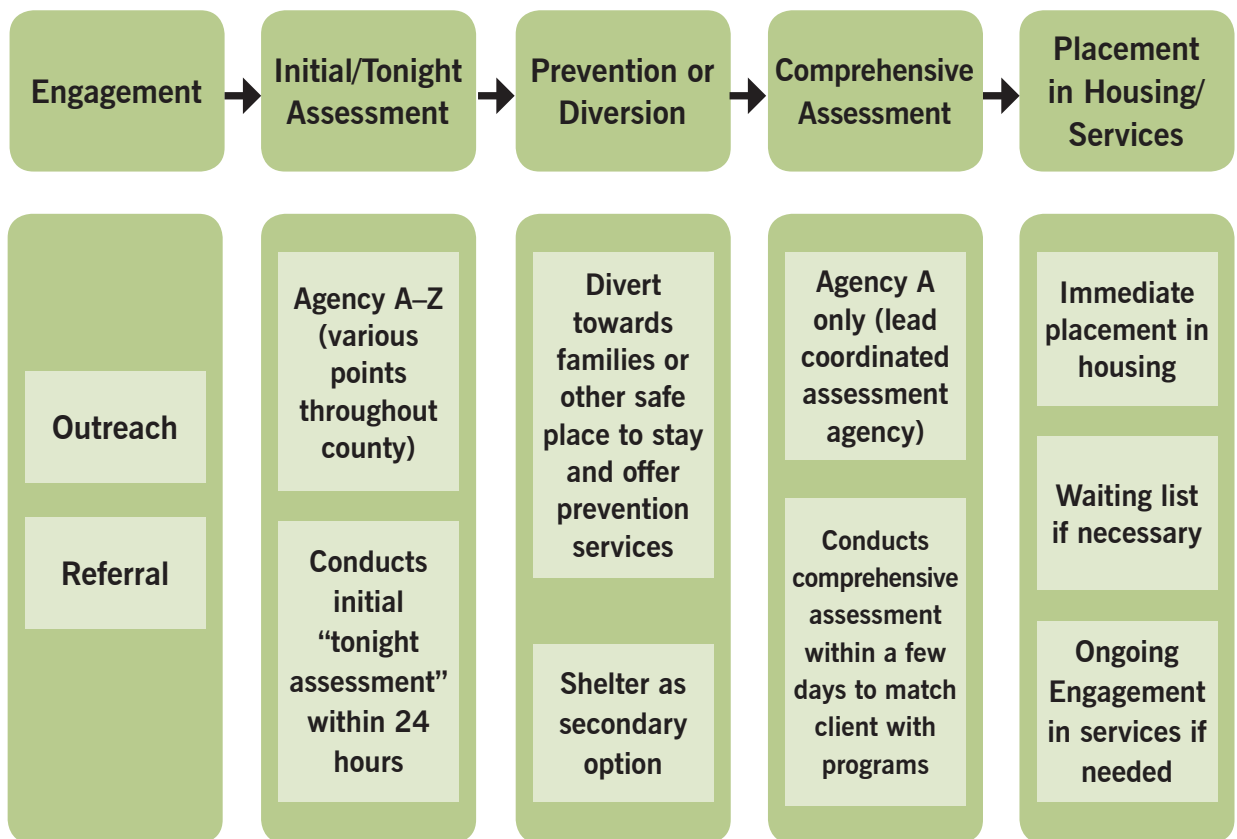 Engagement
Initial/Tonight
Assessment
Prevention or
Diversion
Comprehensive
Assessment
Placement
in Housing/
Services
Outreach
Referral
Agency A–Z
(various
points
throughout
county)
Conducts
initial
“tonight
assessment”
within 24
hours
Divert
towards
families or
other safe
place to stay
and offer
prevention
services
Shelter as
secondary
option
Agency A
only (lead
coordinated
assessment
agency)
Conducts
comprehensive
assessment
within a few
days to match
client with
programs
Immediate
placement in
housing
Waiting list
if necessary
Ongoing
Engagement
in services if
needed